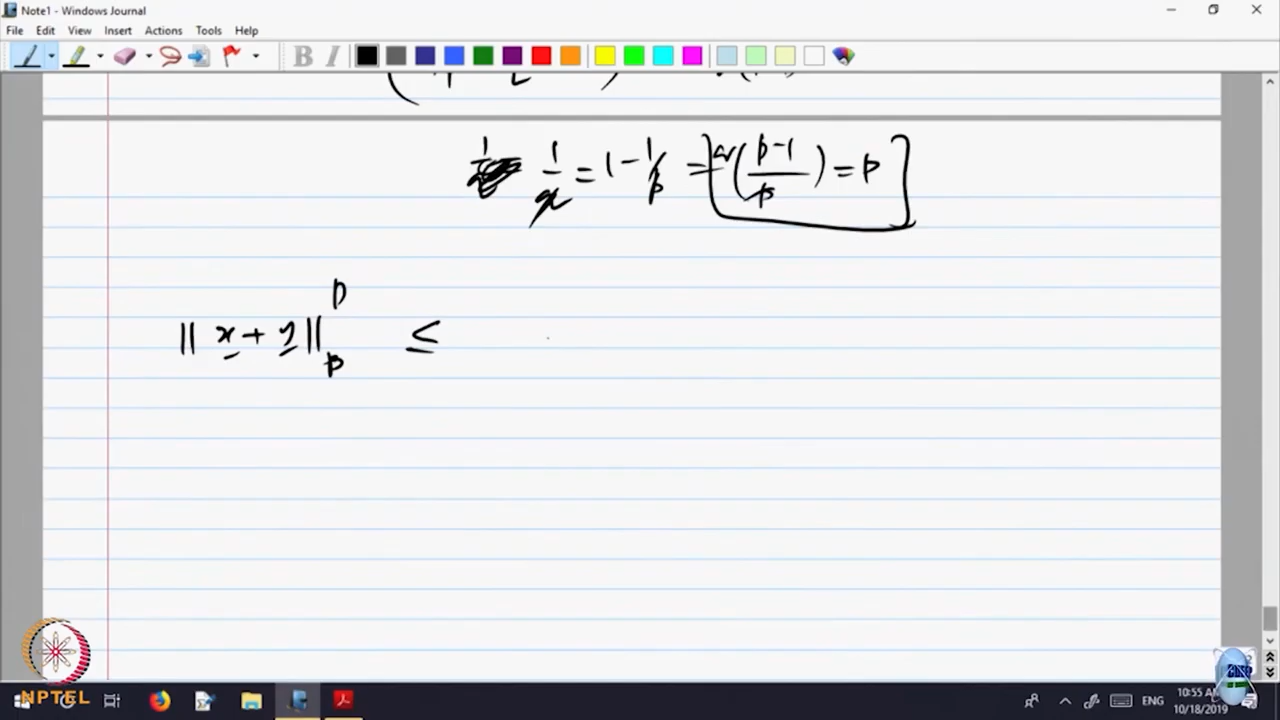 Note1 - Windows Journal
File Edit View Insert Actions Tools Help
B I
1/x = 1 - 1/p = [ ( p-1 / p ) = p ]
|| x + y ||
p
p
≤
NPTEL
ENG
10:55 AM
10/18/2019